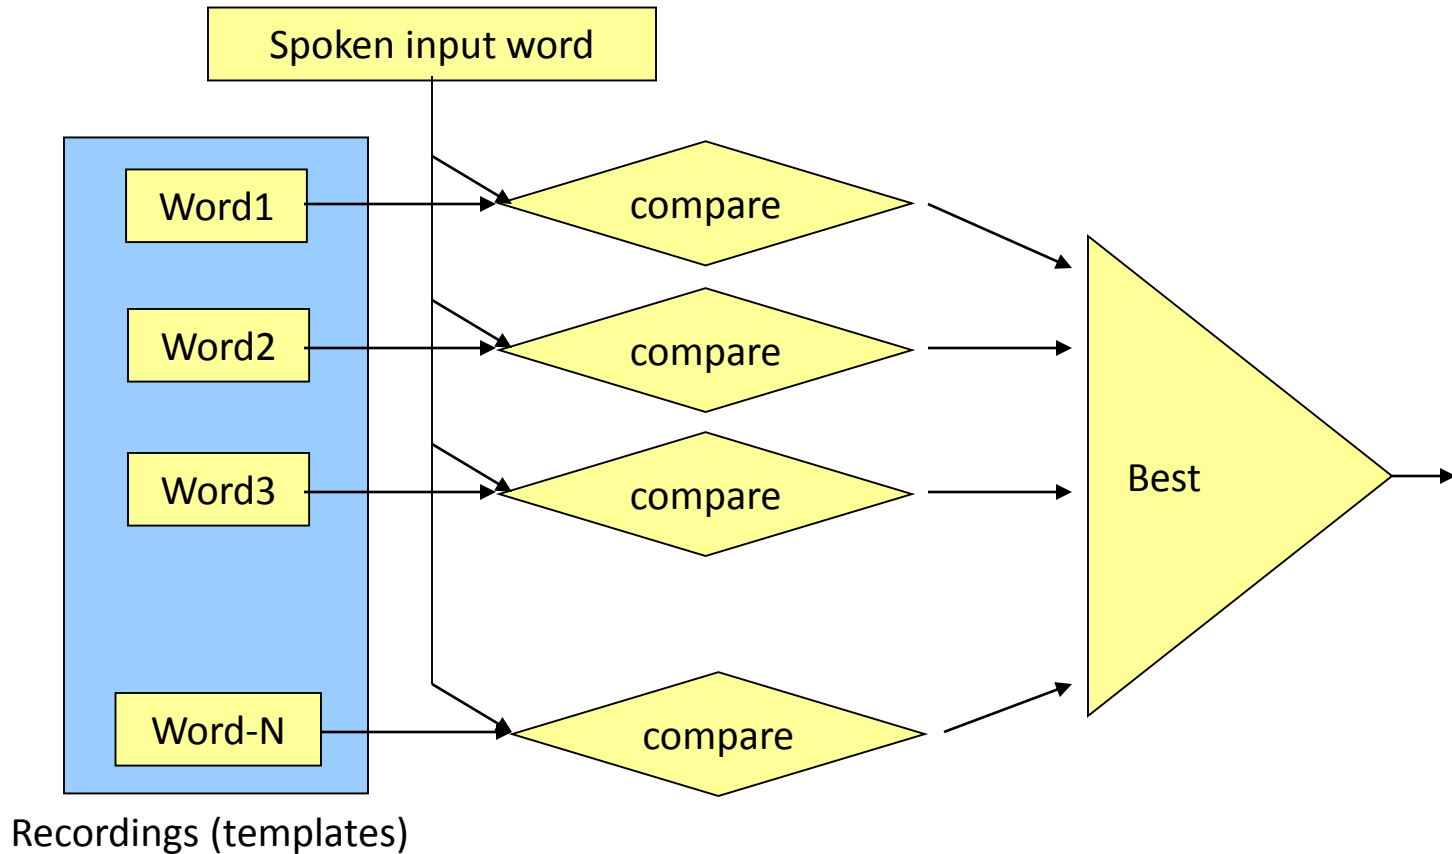 Spoken input word
Word1
compare
Word2
compare
Word3
compare
Best
Word-N
compare
Recordings (templates)